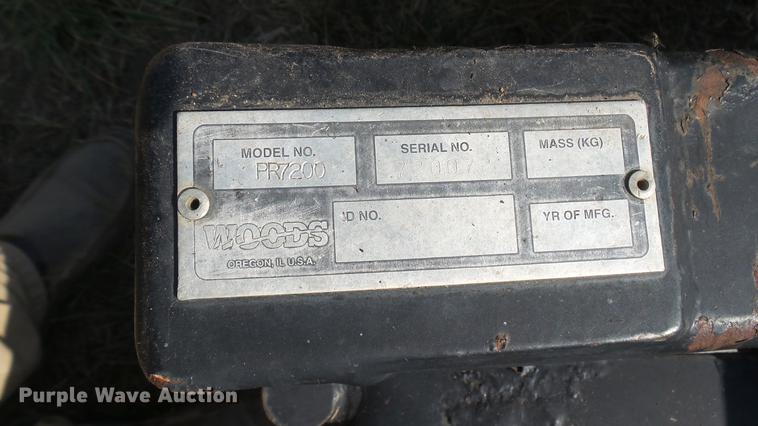 MODEL NO.
PR7200
SERIAL NO.
MASS (KG)
WOODS
OREGON, IL U.S.A.
ID NO.
YR OF MFG.
Purple Wave Auction